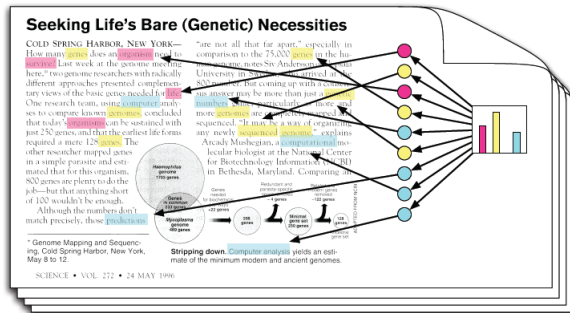 Seeking Life's Bare (Genetic) Necessities
COLD SPRING HARBOR, NEW YORK—
How many genes does an organism need to
survive? Last week at the genome meeting
here,* two genome researchers with radically
different approaches presented complemen-
tary views of the basic genes needed for life.
One research team, using computer analy-
ses to compare known genomes, concluded
that today's organisms can be sustained with
just 250 genes, and that the earliest life forms
required a mere 128 genes. The
other researcher mapped genes
in a simple parasite and esti-
mated that for this organism,
800 genes are plenty to do the
job—but that anything short
of 100 wouldn't be enough.
Although the numbers don't
match precisely, those predictions
* Genome Mapping and Sequenc-
ing, Cold Spring Harbor, New York,
May 8 to 12.
"are not all that far apart," especially in
comparison to the 75,000 genes in the hu-
man genome, notes Siv Andersson
University in Sweden, who arrived at the
800 number. But coming up with a
sus answer may be more than just a genetic
numbers particularly more and
more genomes are completely mapped and
sequenced. "It may be a way of organizing
any newly sequenced genome," explains
Arcady Mushegian, a computational mo-
lecular biologist at the National Center
for Biotechnology Information (NCBI)
in Bethesda, Maryland. Comparing an
Haemophilus
genome
1703 genes
Genes
in common
233 genes
Mycoplasma
genome
469 genes
Genes
needed
for biochemical
+22 genes
Redundant and
parasite-specific
- 4 genes
-122 genes
256
genes
Minimal
gene set
250 genes
128
genes
gene set
ADAPTED FROM NCBI
Stripping down. Computer analysis yields an esti-
mate of the minimum modern and ancient genomes.
SCIENCE • VOL. 272 • 24 MAY 1996